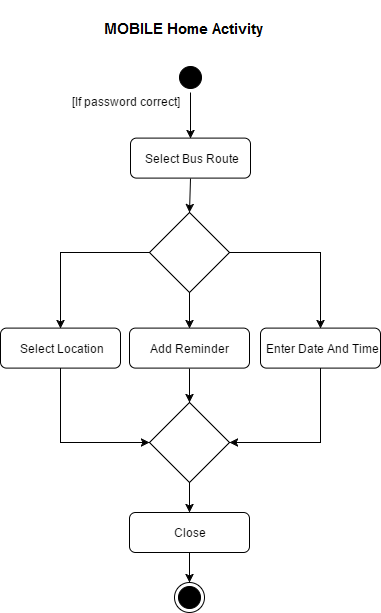 MOBILE Home Activity
[If password correct]
Select Bus Route
Select Location
Add Reminder
Enter Date And Time
Close